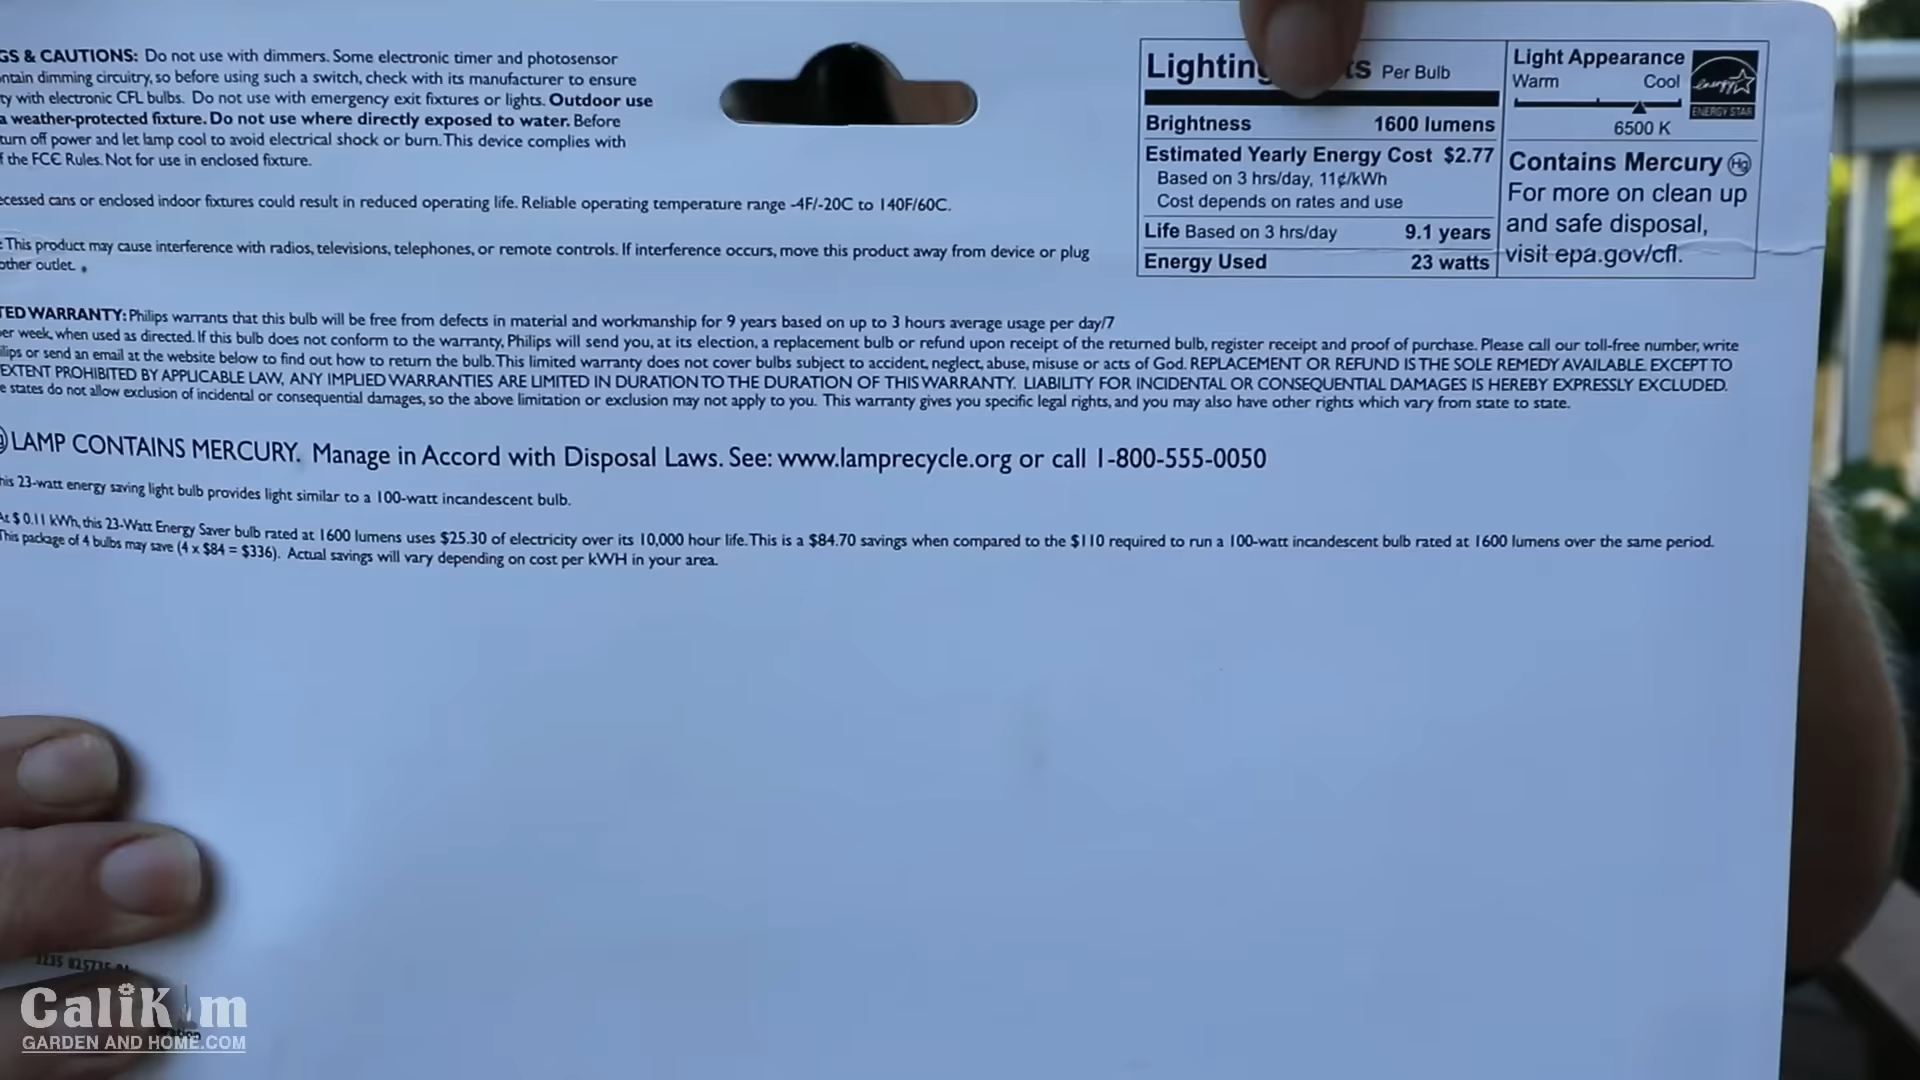 & CAUTIONS: Do not use with dimmers. Some electronic timer and photosensor
dimming circuitry, so before using such a switch, check with its manufacturer to ensure
with electronic CFL bulbs. Do not use with emergency exit fixtures or lights. Outdoor use
a weather-protected fixture. Do not use where directly exposed to water. Before
turn off power and let lamp cool to avoid electrical shock or burn. This device complies with
the FCC Rules. Not for use in enclosed fixture.
cans or enclosed indoor fixtures could result in reduced operating life. Reliable operating temperature range -4F/-20C to 140F/60C.
: This product may cause interference with radios, televisions, telephones, or remote controls. If interference occurs, move this product away from device or plug
other outlet.
Lighting Per Bulb
Brightness 1600 lumens
Estimated Yearly Energy Cost $2.77
Based on 3 hrs/day, 11¢/kWh
Cost depends on rates and use
Life Based on 3 hrs/day 9.1 years
Energy Used 23 watts
Light Appearance
Warm Cool
6500 K
energy
ENERGY STAR
Contains Mercury Hg
For more on clean up
and safe disposal,
visit epa.gov/cfl.
WARRANTY: Philips warrants that this bulb will be free from defects in material and workmanship for 9 years based on up to 3 hours average usage per day/7
per week, when used as directed. If this bulb does not conform to the warranty, Philips will send you, at its election, a replacement bulb or refund upon receipt of the returned bulb, register receipt and proof of purchase. Please call our toll-free number, write
or send an email at the website below to find out how to return the bulb. This limited warranty does not cover bulbs subject to accident, neglect, abuse, misuse or acts of God. REPLACEMENT OR REFUND IS THE SOLE REMEDY AVAILABLE. EXCEPT TO
EXTENT PROHIBITED BY APPLICABLE LAW, ANY IMPLIED WARRANTIES ARE LIMITED IN DURATION TO THE DURATION OF THIS WARRANTY. LIABILITY FOR INCIDENTAL OR CONSEQUENTIAL DAMAGES IS HEREBY EXPRESSLY EXCLUDED.
states do not allow exclusion of incidental or consequential damages, so the above limitation or exclusion may not apply to you. This warranty gives you specific legal rights, and you may also have other rights which vary from state to state.
LAMP CONTAINS MERCURY. Manage in Accord with Disposal Laws. See: www.lamprecycle.org or call 1-800-555-0050
his 23-watt energy saving light bulb provides light similar to a 100-watt incandescent bulb.
At $ 0.11 kWh, this 23-Watt Energy Saver bulb rated at 1600 lumens uses $25.30 of electricity over its 10,000 hour life. This is a $84.70 savings when compared to the $110 required to run a 100-watt incandescent bulb rated at 1600 lumens over the same period.
This package of 4 bulbs may save (4 x $84 = $336). Actual savings will vary depending on cost per kWH in your area.
CaliKim
GARDEN AND HOME.COM